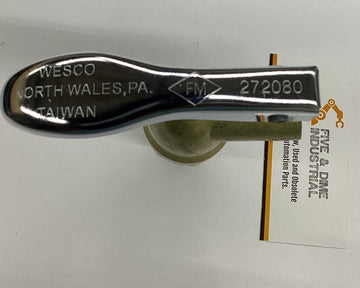 WESCO
NORTH WALES, PA.
TAIWAN
FM
272080
FIVE & DIME
INDUSTRIAL
New, Used and Obsolete
Automation Parts.